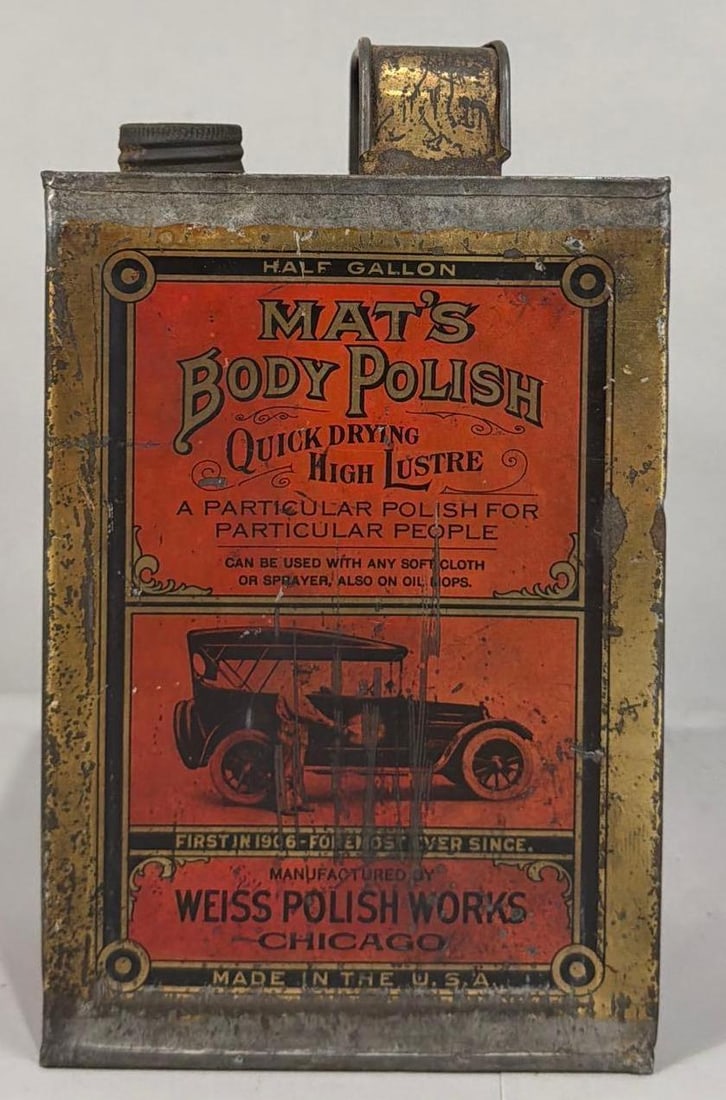 HALF GALLON
MAT'S
BODY POLISH
QUICK DRYING
HIGH LUSTRE
A PARTICULAR POLISH FOR
PARTICULAR PEOPLE
CAN BE USED WITH ANY SOFT CLOTH
OR SPRAYER, ALSO ON OIL MOPS.
FIRST IN 1906-FOREMOST EVER SINCE.
MANUFACTURED BY
WEISS POLISH WORKS
CHICAGO
MADE IN THE U.S.A.